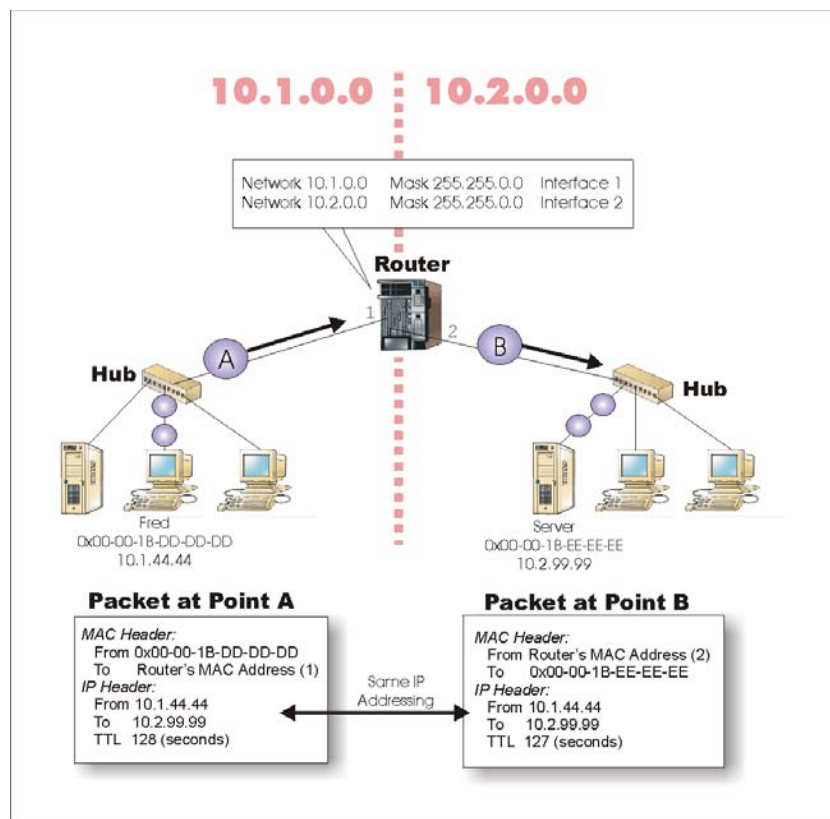 10.1.0.0 10.2.0.0
Network 10.1.0.0 Mask 255.255.0.0 Interface 1
Network 10.2.0.0 Mask 255.255.0.0 Interface 2
Router
1
2
A
B
Hub
Hub
Fred
0x00-00-1B-DD-DD-DD
10.1.44.44
Server
0x00-00-1B-EE-EE-EE
10.2.99.99
Packet at Point A
MAC Header:
From 0x00-00-1B-DD-DD-DD
To Router's MAC Address (1)
IP Header:
From 10.1.44.44
To 10.2.99.99
TTL 128 (seconds)
Same IP
Addressing
Packet at Point B
MAC Header:
From Router's MAC Address (2)
To 0x00-00-1B-EE-EE-EE
IP Header:
From 10.1.44.44
To 10.2.99.99
TTL 127 (seconds)